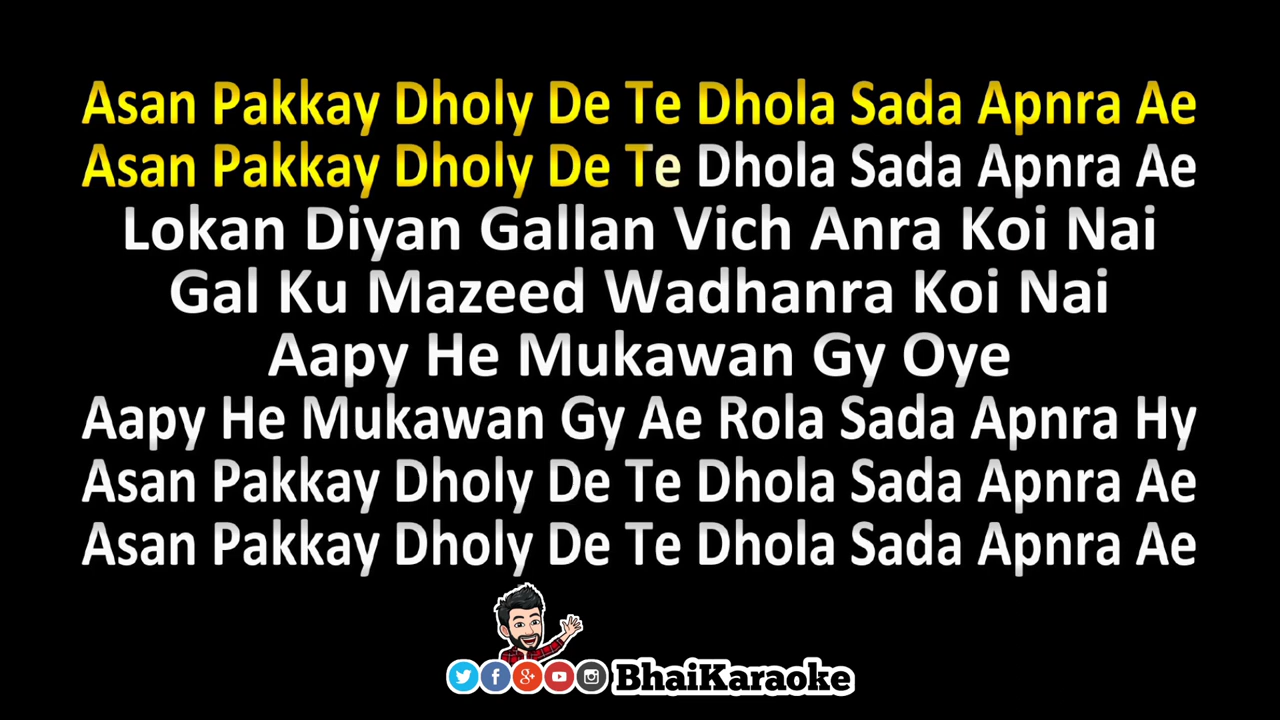 Asan Pakkay Dholy De Te Dhola Sada Apnra Ae
Asan Pakkay Dholy De Te Dhola Sada Apnra Ae
Lokan Diyan Gallan Vich Anra Koi Nai
Gal Ku Mazeed Wadhanra Koi Nai
Aapy He Mukawan Gy Oye
Aapy He Mukawan Gy Ae Rola Sada Apnra Hy
Asan Pakkay Dholy De Te Dhola Sada Apnra Ae
Asan Pakkay Dholy De Te Dhola Sada Apnra Ae
BhaiKaraoke